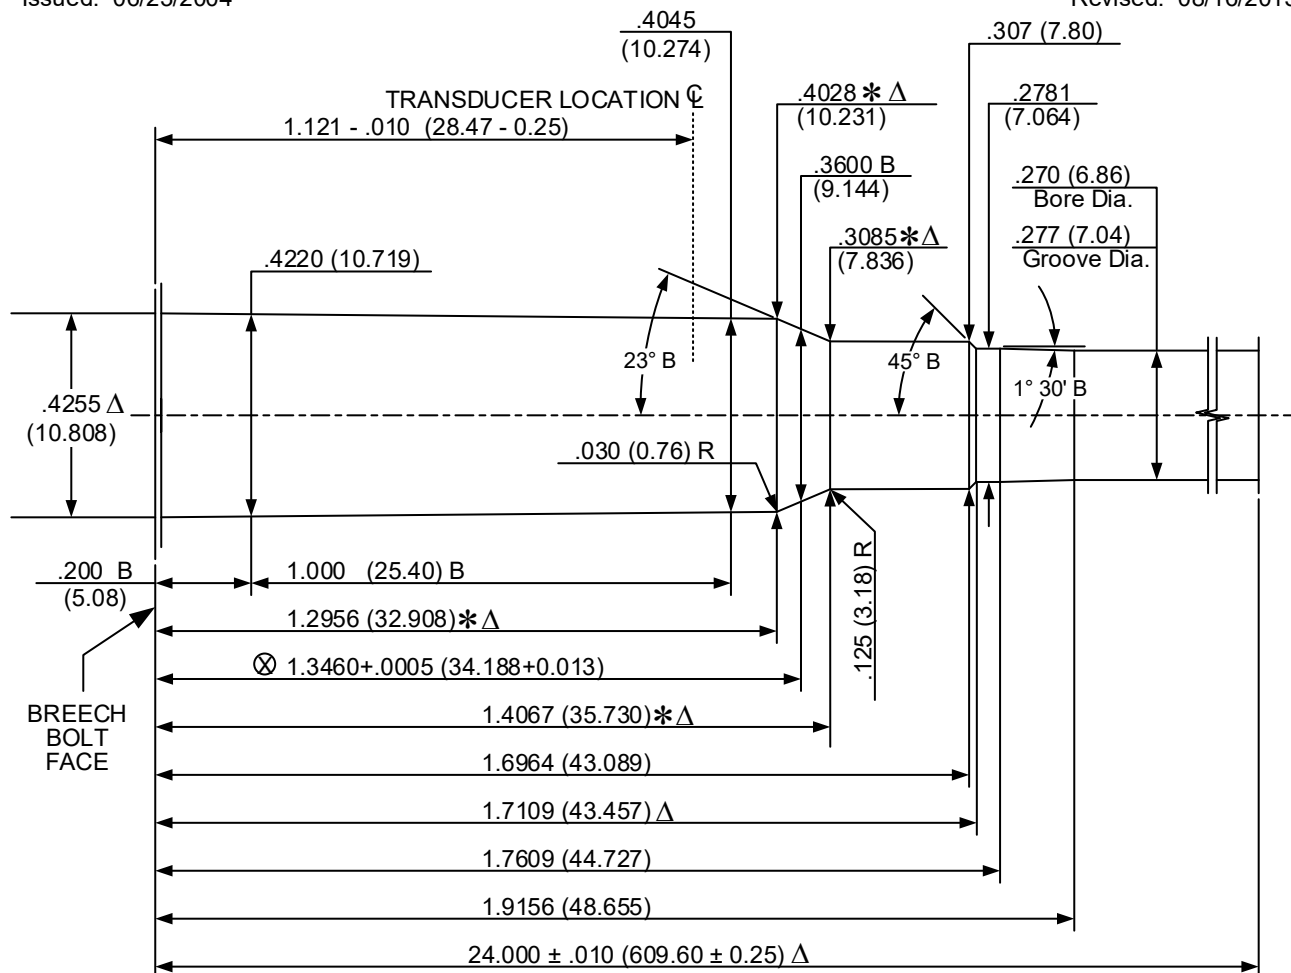 .4045
(10.274)
.307 (7.80)
TRANSDUCER LOCATION ℄
1.121 - .010 (28.47 - 0.25)
.4028 * Δ
(10.231)
.2781
(7.064)
.3600 B
(9.144)
.270 (6.86)
Bore Dia.
.4220 (10.719)
.3085 * Δ
(7.836)
.277 (7.04)
Groove Dia.
23° B
45° B
1° 30' B
.4255 Δ
(10.808)
.030 (0.76) R
.125 (3.18) R
.200 B
(5.08)
1.000 (25.40) B
1.2956 (32.908) * Δ
⊗ 1.3460+.0005 (34.188+0.013)
BREECH
BOLT
FACE
1.4067 (35.730) * Δ
1.6964 (43.089)
1.7109 (43.457) Δ
1.7609 (44.727)
1.9156 (48.655)
24.000 ± .010 (609.60 ± 0.25) Δ